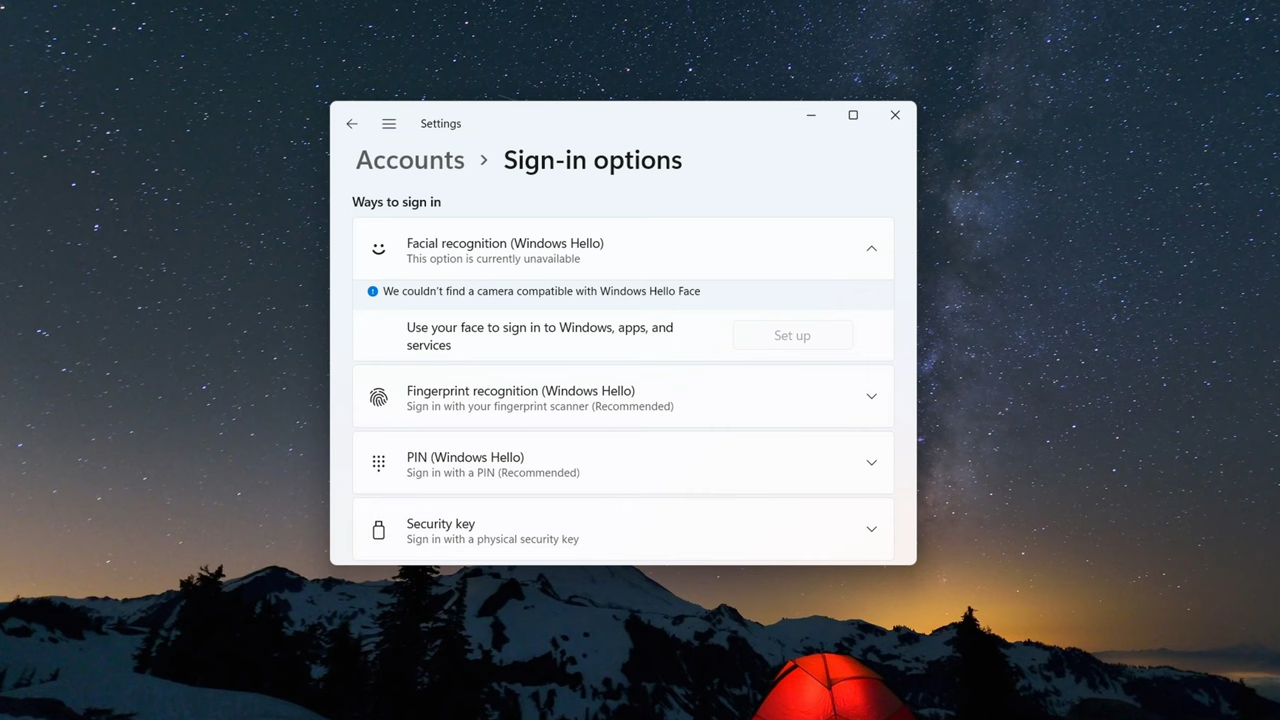 Settings
Accounts > Sign-in options
Ways to sign in
Facial recognition (Windows Hello)
This option is currently unavailable
We couldn't find a camera compatible with Windows Hello Face
Use your face to sign in to Windows, apps, and
services
Set up
Fingerprint recognition (Windows Hello)
Sign in with your fingerprint scanner (Recommended)
PIN (Windows Hello)
Sign in with a PIN (Recommended)
Security key
Sign in with a physical security key